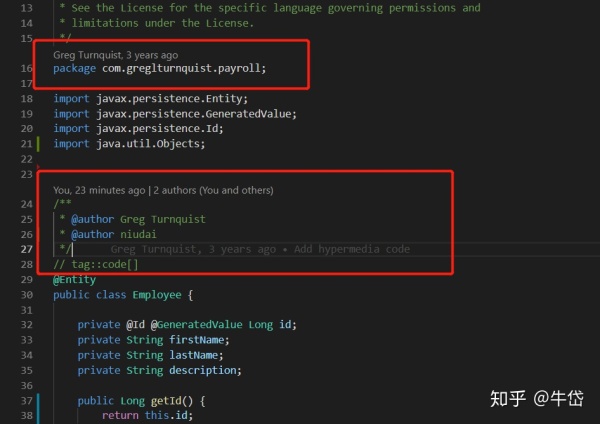 13 * See the License for the specific language governing permissions and
14 * limitations under the License.
15 */
Greg Turnquist, 3 years ago
16 package com.greglturnquist.payroll;
17
18 import javax.persistence.Entity;
19 import javax.persistence.GeneratedValue;
20 import javax.persistence.Id;
21 import java.util.Objects;
22
23
You, 23 minutes ago | 2 authors (You and others)
24 /**
25 * @author Greg Turnquist
26 * @author niudai
27 */ Greg Turnquist, 3 years ago • Add hypermedia code
28 // tag::code[]
29 @Entity
30 public class Employee {
31
32 private @Id @GeneratedValue Long id;
33 private String firstName;
34 private String lastName;
35 private String description;
36
37 public Long getId() {
38 return this.id;
知乎 @牛岱